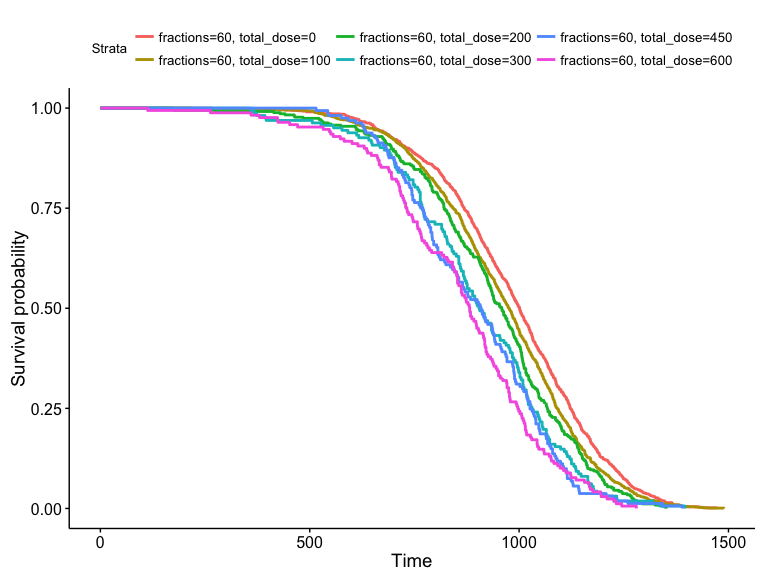 Strata
fractions=60, total_dose=0 fractions=60, total_dose=200 fractions=60, total_dose=450
fractions=60, total_dose=100 fractions=60, total_dose=300 fractions=60, total_dose=600
1.00
0.75
0.50
0.25
0.00
Survival probability
0 500 1000 1500
Time